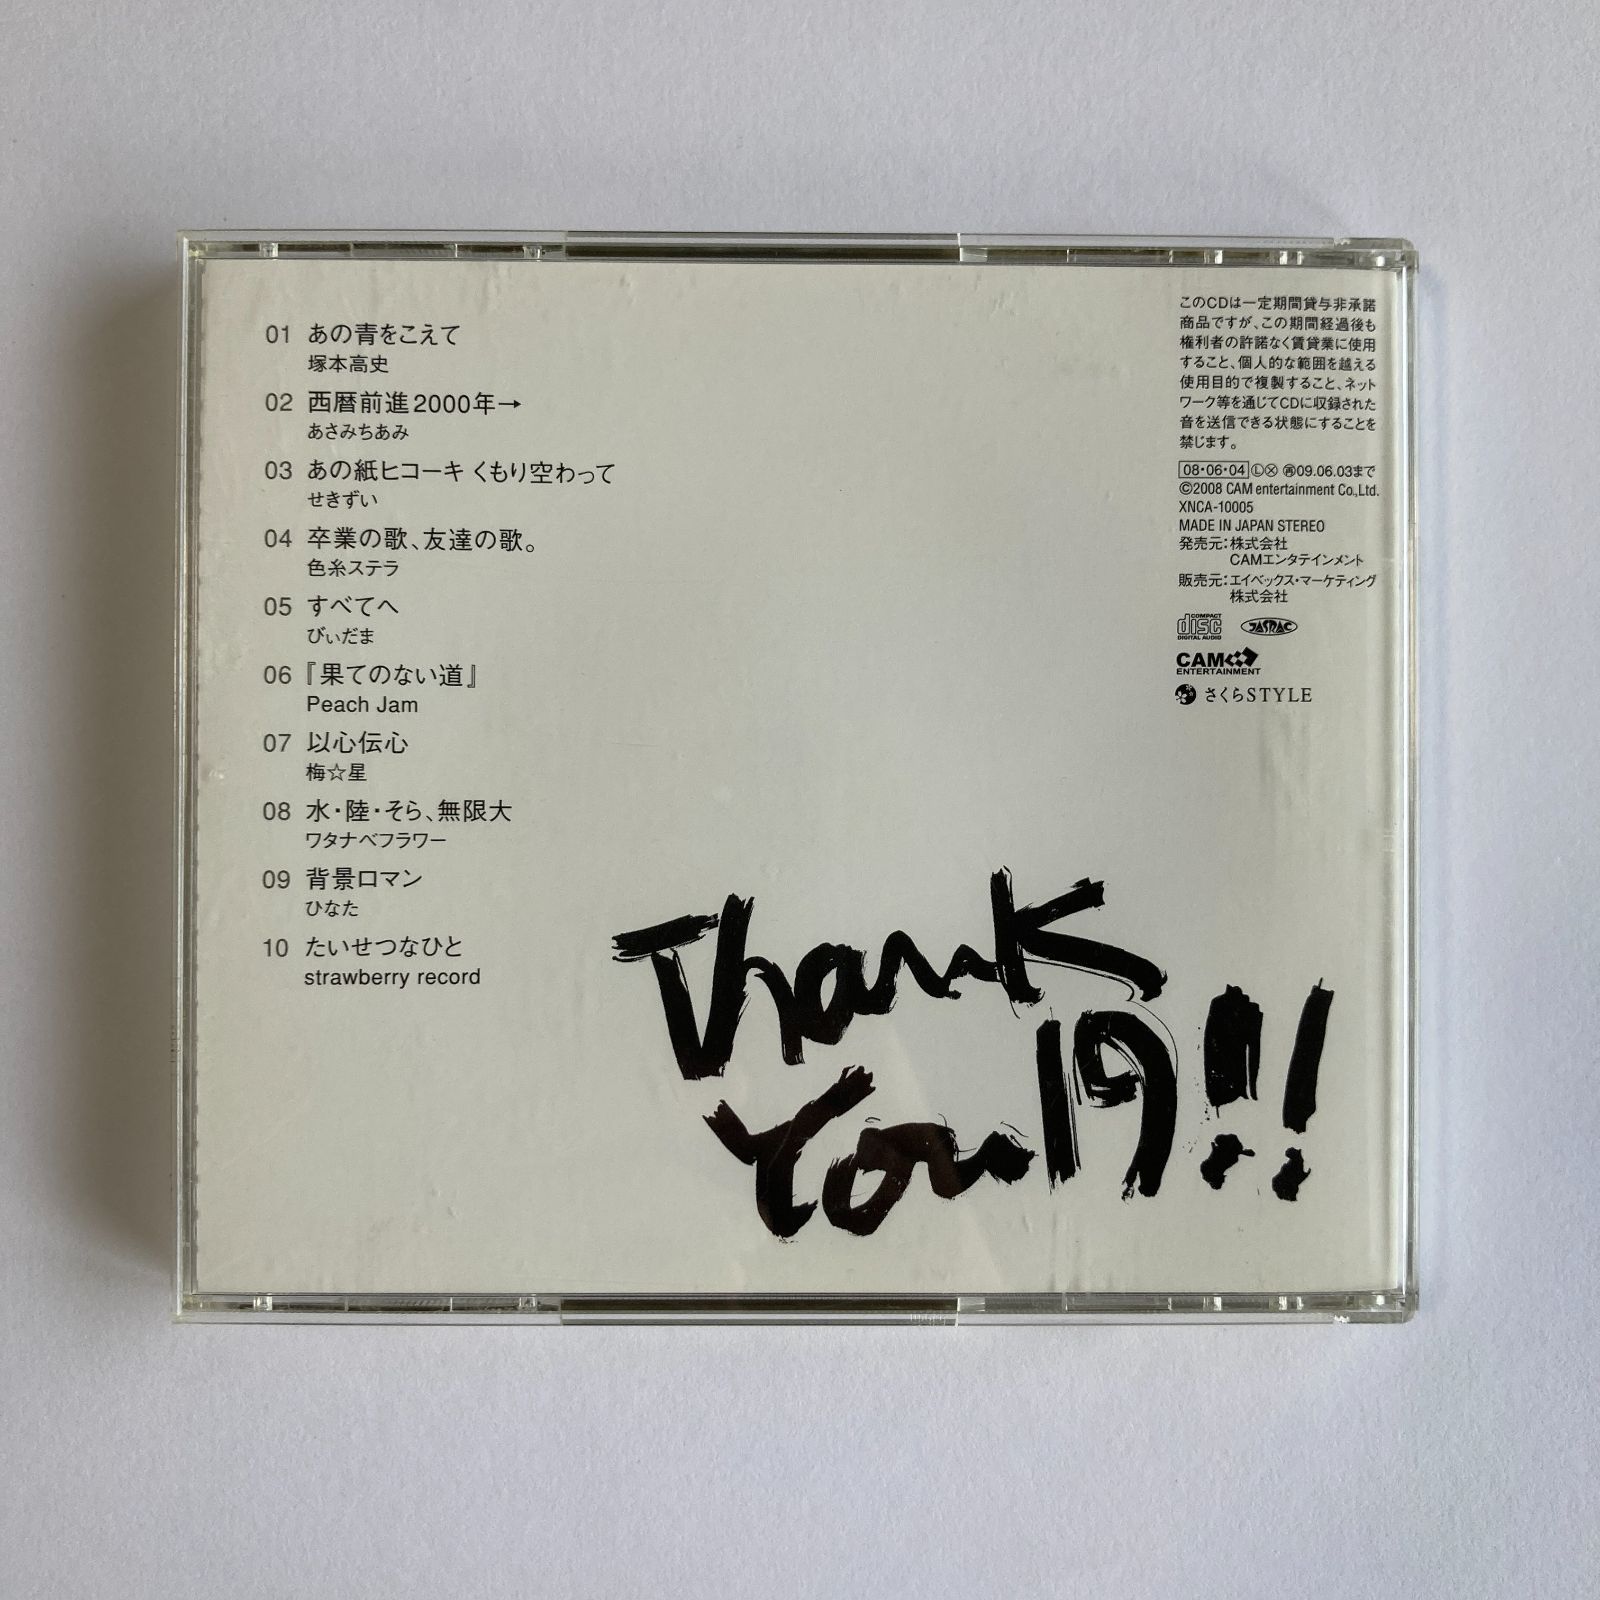 01 あの青をこえて
塚本高史
02 西暦前進2000年→
あさみちあみ
03 あの紙ヒコーキ くもり空わって
せきずい
04 卒業の歌、友達の歌。
色糸ステラ
05 すべてへ
びぃだま
06 『果てのない道』
Peach Jam
07 以心伝心
梅☆星
08 水・陸・そら、無限大
ワタナベフラワー
09 背景ロマン
ひなた
10 たいせつなひと
strawberry record
このCDは一定期間貸与非承諾
商品ですが、この期間経過後も
権利者の許諾なく賃貸業に使用
すること、個人的な範囲を越える
使用目的で複製すること、ネット
ワーク等を通じてCDに収録された
音を送信できる状態にすることを
禁じます。
08・06・04 Ⓛ Ⓧ ㊢09.06.03まで
©2008 CAM entertainment Co.,Ltd.
XNCA-10005
MADE IN JAPAN STEREO
発売元：株式会社
CAMエンタテインメント
販売元：エイベックス・マーケティング
株式会社
COMPACT disc DIGITAL AUDIO JASRAC
CAM
ENTERTAINMENT
さくらSTYLE
Thank
You 19!!